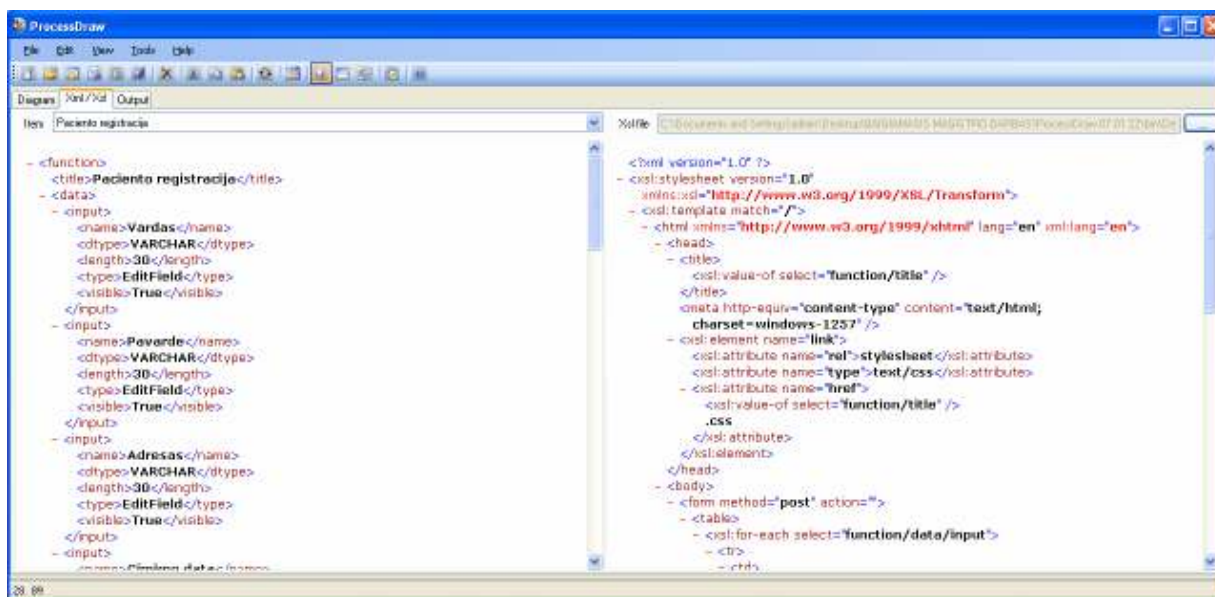 ProcessDraw
File Edit View Tools Help
Diagram Xml/Xsl Output
Item Paciento registracija
Xsl file ...
- <function>
<title>Paciento registracija</title>
- <data>
- <input>
<name>Vardas</name>
<dtype>VARCHAR</dtype>
<length>30</length>
<type>EditField</type>
<visible>True</visible>
</input>
- <input>
<name>Pavarde</name>
<dtype>VARCHAR</dtype>
<length>30</length>
<type>EditField</type>
<visible>True</visible>
</input>
- <input>
<name>Adresas</name>
<dtype>VARCHAR</dtype>
<length>30</length>
<type>EditField</type>
<visible>True</visible>
</input>
- <input>
<name>Gimimo data</name>
<?xml version="1.0" ?>
- <xsl:stylesheet version="1.0"
xmlns:xsl="http://www.w3.org/1999/XSL/Transform">
- <xsl:template match="/">
- <html xmlns="http://www.w3.org/1999/xhtml" lang="en" xml:lang="en">
- <head>
- <title>
<xsl:value-of select="function/title" />
</title>
<meta http-equiv="content-type" content="text/html;
charset=windows-1257" />
- <xsl:element name="link">
<xsl:attribute name="rel">stylesheet</xsl:attribute>
<xsl:attribute name="type">text/css</xsl:attribute>
- <xsl:attribute name="href">
<xsl:value-of select="function/title" />
.css
</xsl:attribute>
</xsl:element>
</head>
- <body>
- <form method="post" action="">
- <table>
- <xsl:for-each select="function/data/input">
- <tr>
- <td>